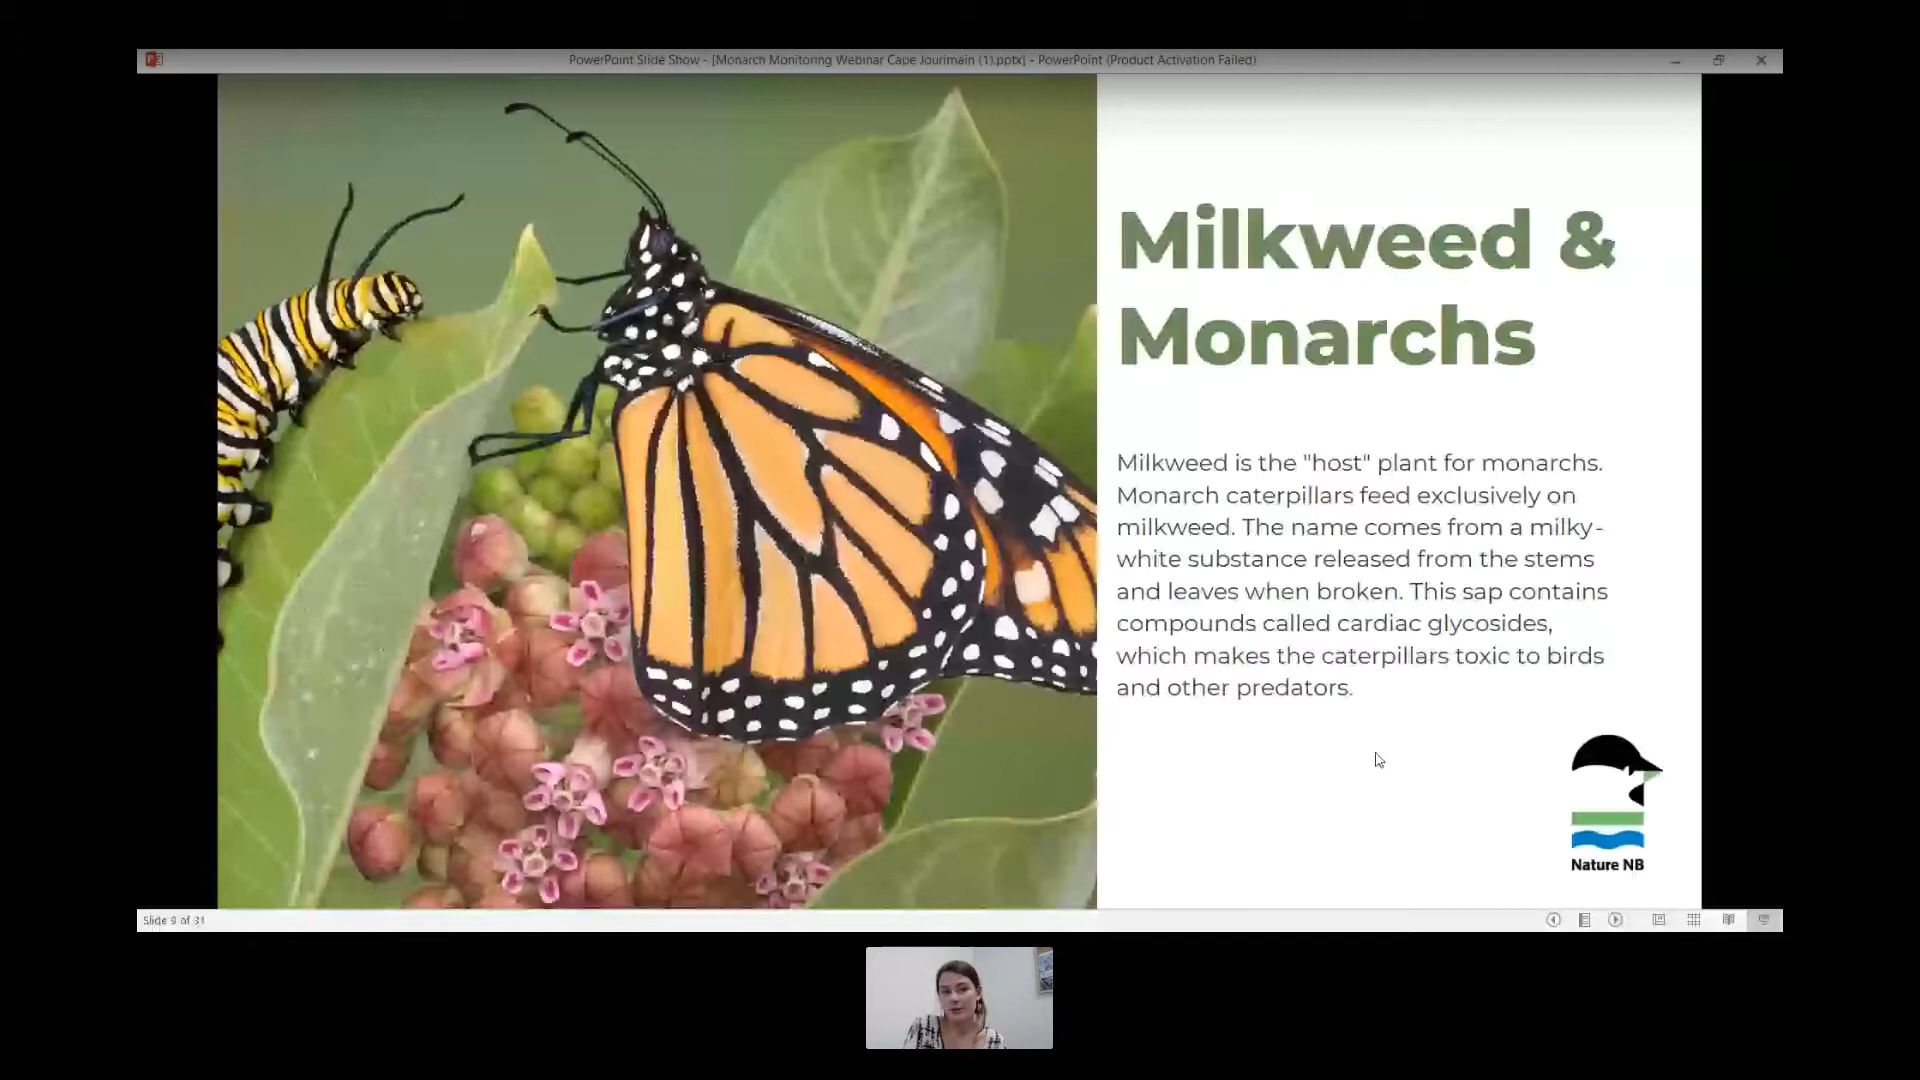 PowerPoint Slide Show - [Monarch Monitoring Webinar Cape Jourimain (1).pptx] - PowerPoint (Product Activation Failed)
Milkweed &
Monarchs
Milkweed is the "host" plant for monarchs.
Monarch caterpillars feed exclusively on
milkweed. The name comes from a milky-
white substance released from the stems
and leaves when broken. This sap contains
compounds called cardiac glycosides,
which makes the caterpillars toxic to birds
and other predators.
Nature NB
Slide 9 of 31